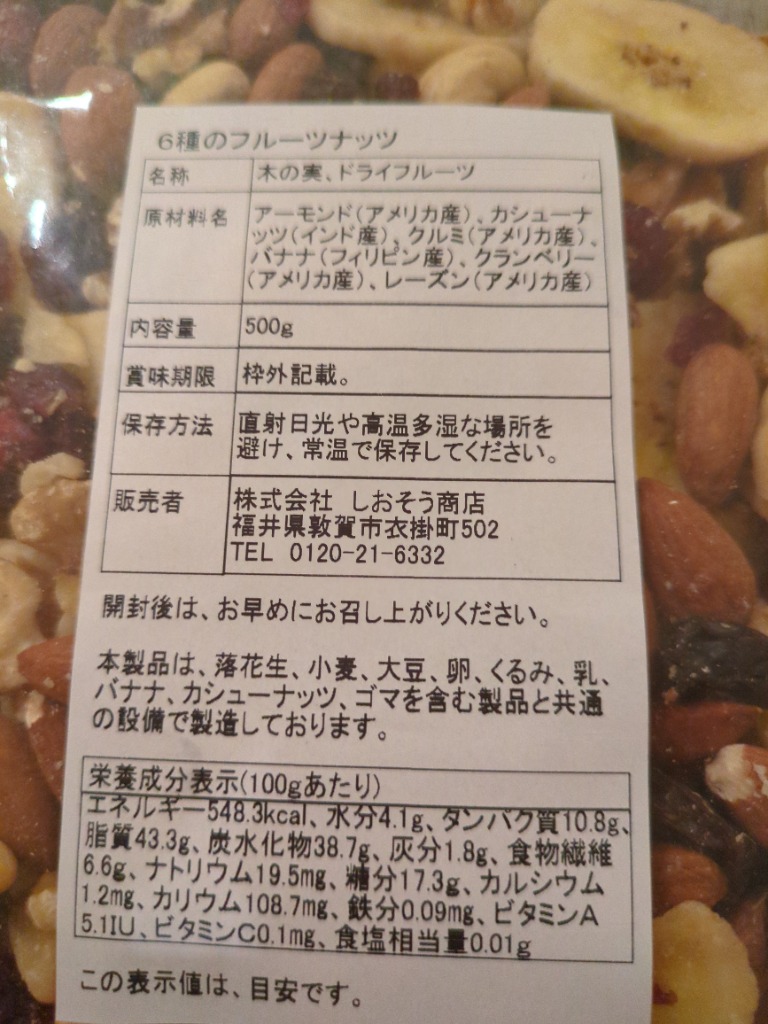 6種のフルーツナッツ
名称 木の実、ドライフルーツ
原材料名 アーモンド(アメリカ産)、カシューナ
ッツ(インド産)、クルミ(アメリカ産)、
バナナ(フィリピン産)、クランベリー
(アメリカ産)、レーズン(アメリカ産)
内容量 500g
賞味期限 枠外記載。
保存方法 直射日光や高温多湿な場所を
避け、常温で保存してください。
販売者 株式会社 しおそう商店
福井県敦賀市衣掛町502
TEL 0120-21-6332
開封後は、お早めにお召し上がりください。
本製品は、落花生、小麦、大豆、卵、くるみ、乳、
バナナ、カシューナッツ、ゴマを含む製品と共通
の設備で製造しております。
栄養成分表示(100gあたり)
エネルギー548.3kcal、水分4.1g、タンパク質10.8g、
脂質43.3g、炭水化物38.7g、灰分1.8g、食物繊維
6.6g、ナトリウム19.5mg、糖分17.3g、カルシウム
1.2mg、カリウム108.7mg、鉄分0.09mg、ビタミンA
5.1IU、ビタミンC0.1mg、食塩相当量0.01g
この表示値は、目安です。